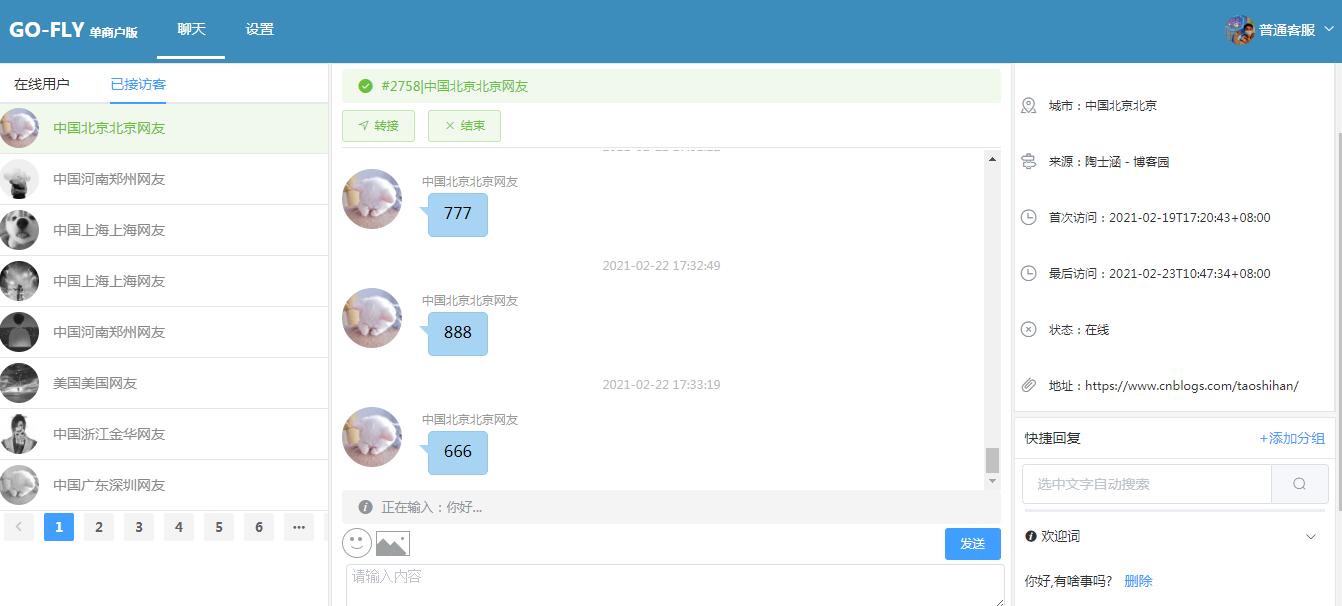 GO-FLY 单商户版
聊天
设置
普通客服
在线用户
已接访客
中国北京北京网友
中国河南郑州网友
中国上海上海网友
中国上海上海网友
中国河南郑州网友
美国美国网友
中国浙江金华网友
中国广东深圳网友
1 2 3 4 5 6 ···
#2758|中国北京北京网友
转接
结束
中国北京北京网友
777
2021-02-22 17:32:49
中国北京北京网友
888
2021-02-22 17:33:19
中国北京北京网友
666
正在输入：你好...
发送
请输入内容
城市：中国北京北京
来源：陶士涵 - 博客园
首次访问：2021-02-19T17:20:43+08:00
最后访问：2021-02-23T10:47:34+08:00
状态：在线
地址：https://www.cnblogs.com/taoshihan/
快捷回复
+添加分组
选中文字自动搜索
欢迎词
你好,有啥事吗? 删除